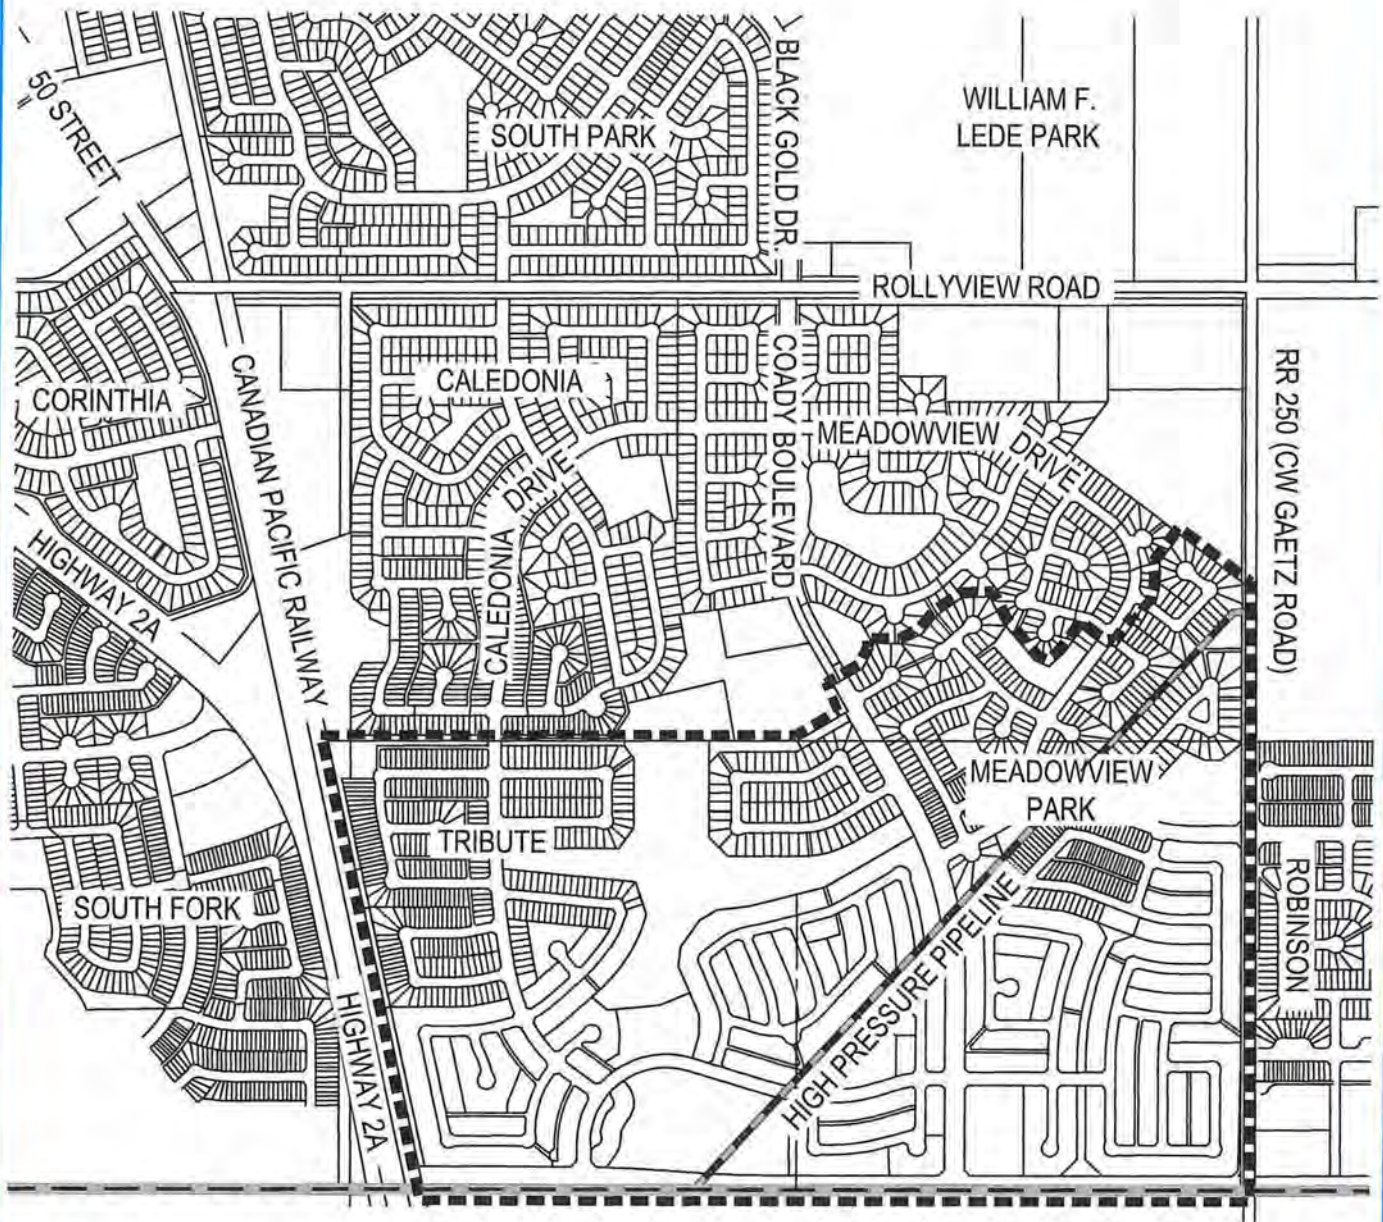 50 STREET
SOUTH PARK
BLACK GOLD DR.
WILLIAM F.
LEDE PARK
ROLLYVIEW ROAD
CORINTHIA
CANADIAN PACIFIC RAILWAY
CALEDONIA
COADY BOULEVARD
MEADOWVIEW DRIVE
RR 250 (CW GAETZ ROAD)
CALEDONIA DRIVE
HIGHWAY 2A
MEADOWVIEW
PARK
TRIBUTE
SOUTH FORK
HIGH PRESSURE PIPELINE
ROBINSON
HIGHWAY 2A